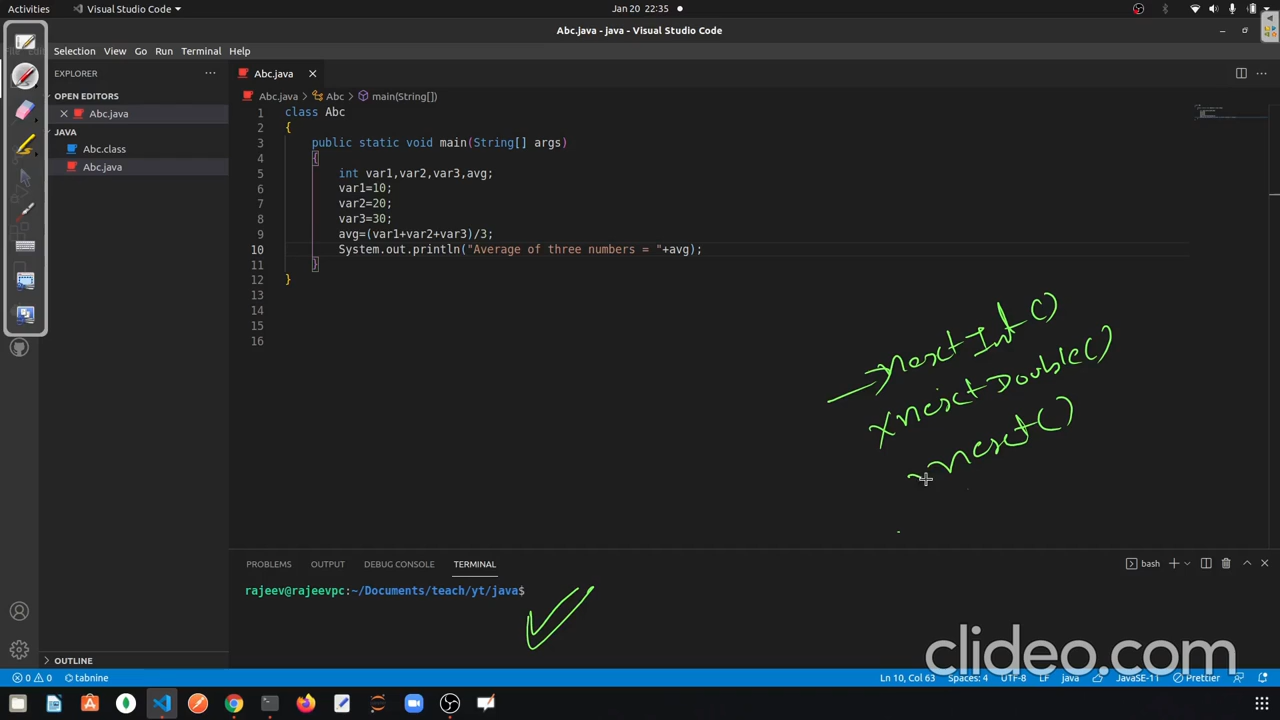 Activities Visual Studio Code Jan 20 22:35
Abc.java - java - Visual Studio Code
Selection View Go Run Terminal Help
EXPLORER
OPEN EDITORS
Abc.java
JAVA
Abc.class
Abc.java
OUTLINE
Abc.java
Abc.java Abc main(String[])
1 class Abc
2 {
3 public static void main(String[] args)
4 {
5 int var1,var2,var3,avg;
6 var1=10;
7 var2=20;
8 var3=30;
9 avg=(var1+var2+var3)/3;
10 System.out.println("Average of three numbers = "+avg);
11 }
12 }
13
14
15
16
nextInt()
nextDouble()
next()
PROBLEMS OUTPUT DEBUG CONSOLE TERMINAL bash
rajeev@rajeevpc:~/Documents/teach/yt/java$
clideo.com
0 0 tabnine Ln 10, Col 63 Spaces: 4 UTF-8 LF java JavaSE-11 Prettier